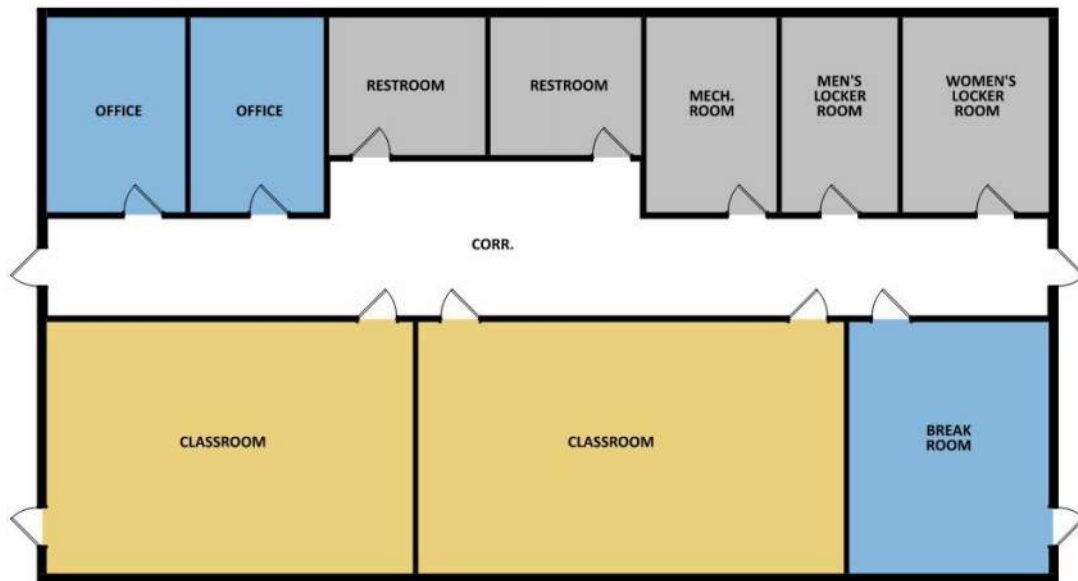 OFFICE
OFFICE
RESTROOM
RESTROOM
MECH.
ROOM
MEN'S
LOCKER
ROOM
WOMEN'S
LOCKER
ROOM
CORR.
CLASSROOM
CLASSROOM
BREAK
ROOM